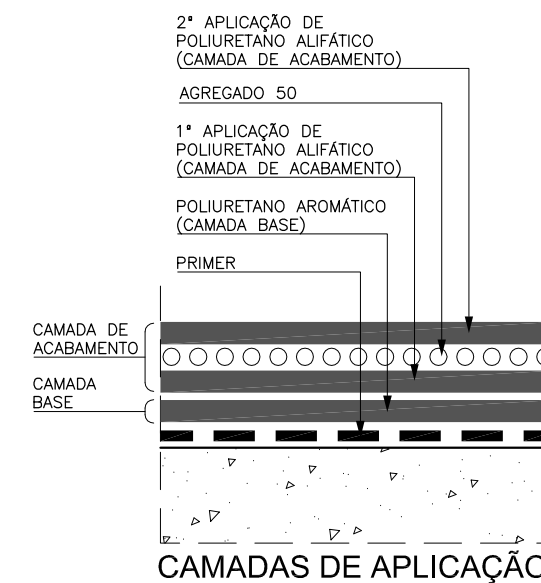 2ª APLICAÇÃO DE
POLIURETANO ALIFÁTICO
(CAMADA DE ACABAMENTO)
AGREGADO 50
1ª APLICAÇÃO DE
POLIURETANO ALIFÁTICO
(CAMADA DE ACABAMENTO)
POLIURETANO AROMÁTICO
(CAMADA BASE)
PRIMER
CAMADA DE
ACABAMENTO
CAMADA
BASE
CAMADAS DE APLICAÇÃO